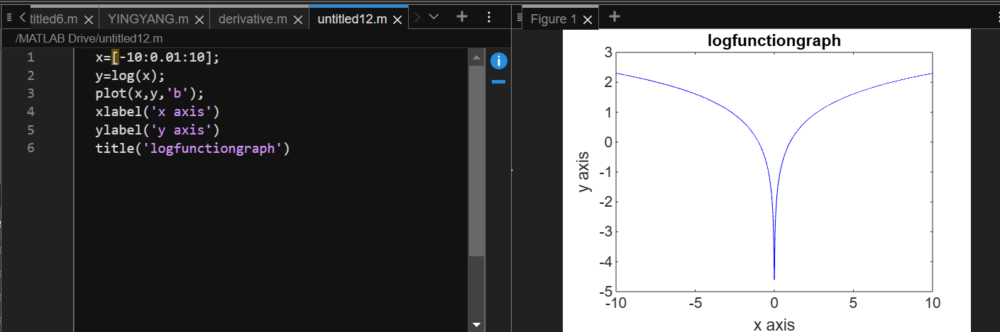 titled6.m YINGYANG.m derivative.m untitled12.m
/MATLAB Drive/untitled12.m
1 x=[-10:0.01:10];
2 y=log(x);
3 plot(x,y,'b');
4 xlabel('x axis')
5 ylabel('y axis')
6 title('logfunctiongraph')
Figure 1
logfunctiongraph
3
2
1
0
-1
-2
-3
-4
-5
y axis
-10 -5 0 5 10
x axis